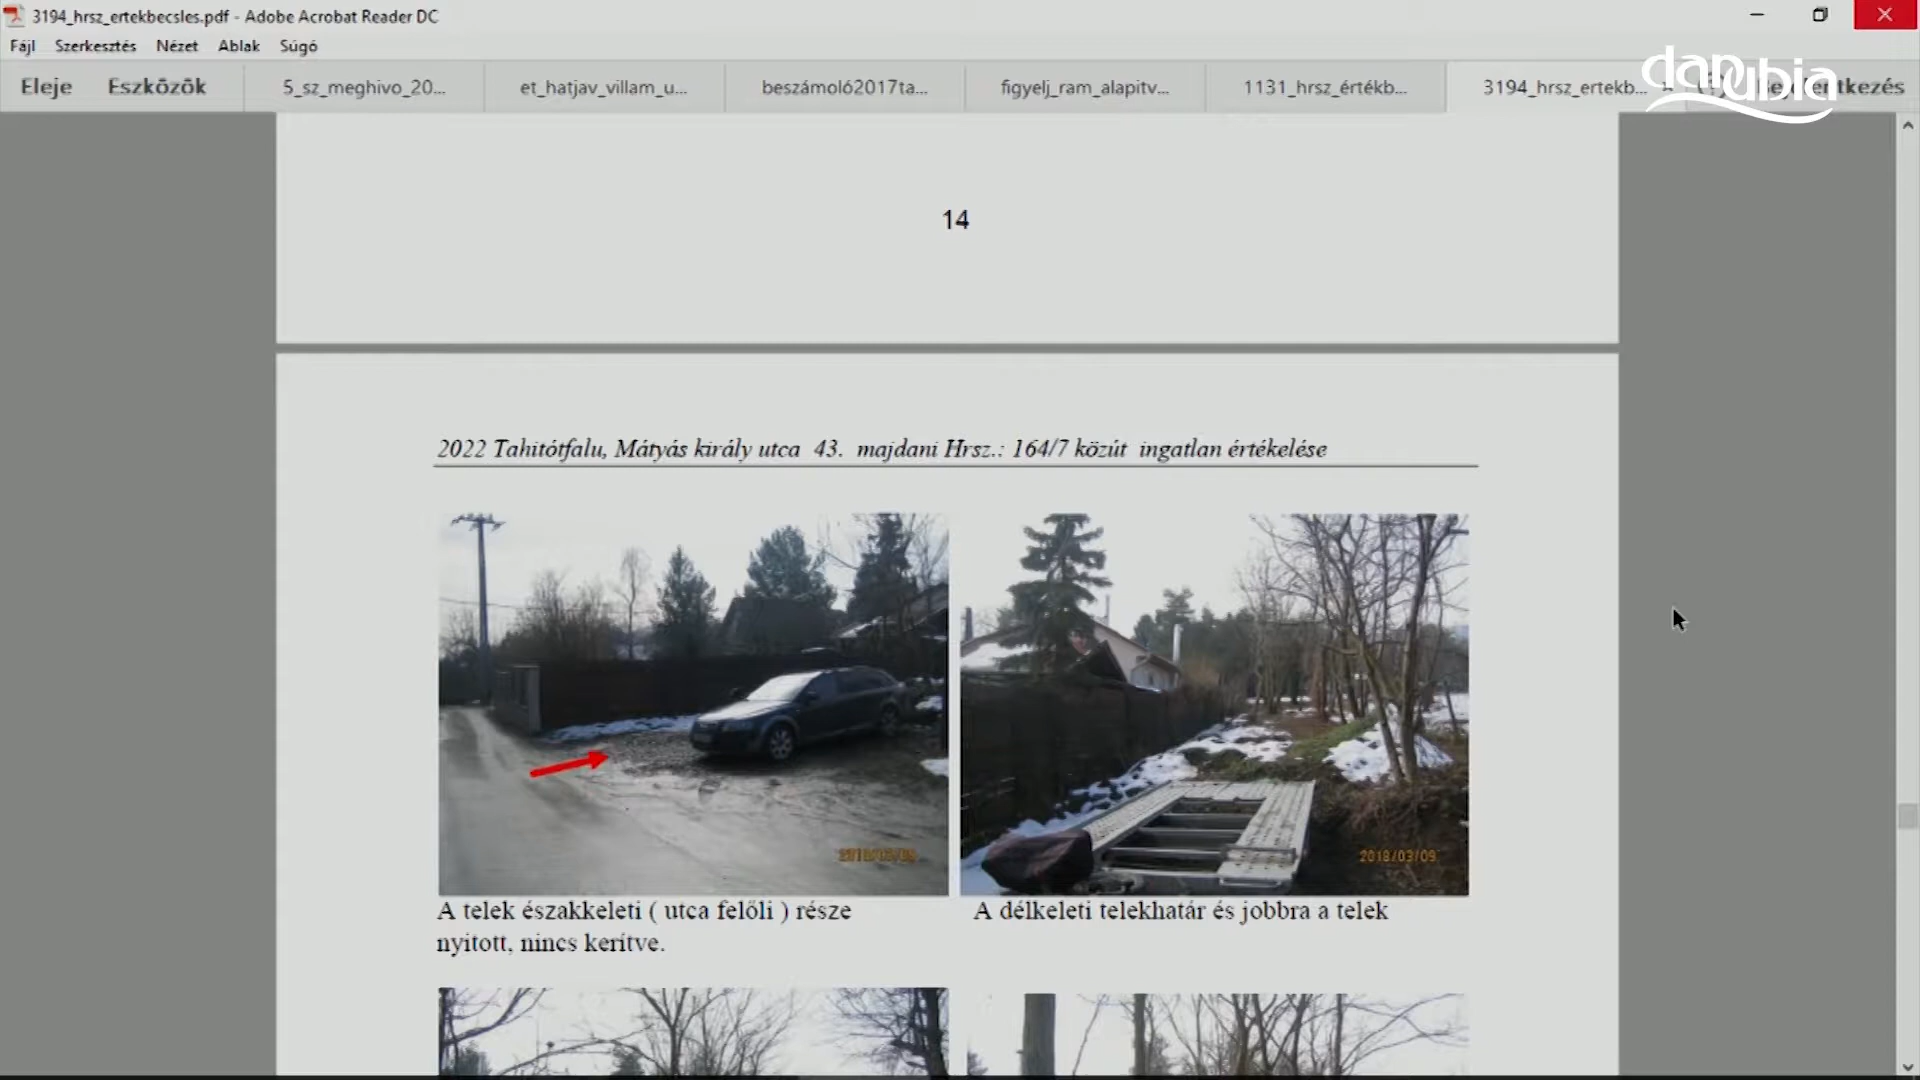 3194_hrsz_ertekbecsles.pdf - Adobe Acrobat Reader DC
Fájl Szerkesztés Nézet Ablak Súgó
Eleje Eszközök 5_sz_meghivo_20... et_hatjav_villam_u... beszámoló2017ta... figyelj_ram_alapitv... 1131_hrsz_értékb... 3194_hrsz_ertekb...
danubia
14
2022 Tahitótfalu, Mátyás király utca 43. majdani Hrsz.: 164/7 közút ingatlan értékelése
2018/03/09
2018/03/09
A telek északkeleti ( utca felőli ) része
nyitott, nincs kerítve.
A délkeleti telekhatár és jobbra a telek